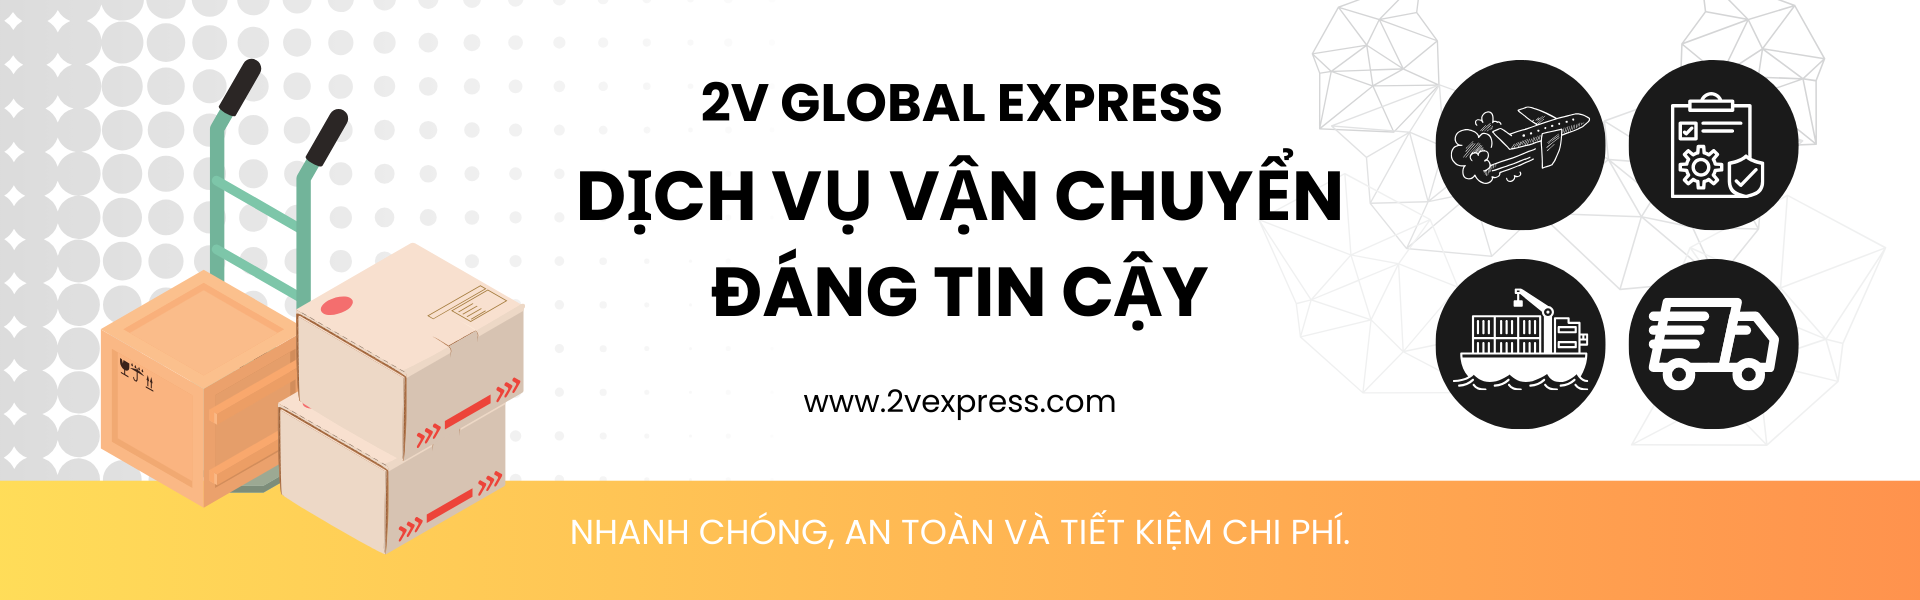 2V GLOBAL EXPRESS
DỊCH VỤ VẬN CHUYỂN
ĐÁNG TIN CẬY
www.2vexpress.com
NHANH CHÓNG, AN TOÀN VÀ TIẾT KIỆM CHI PHÍ.